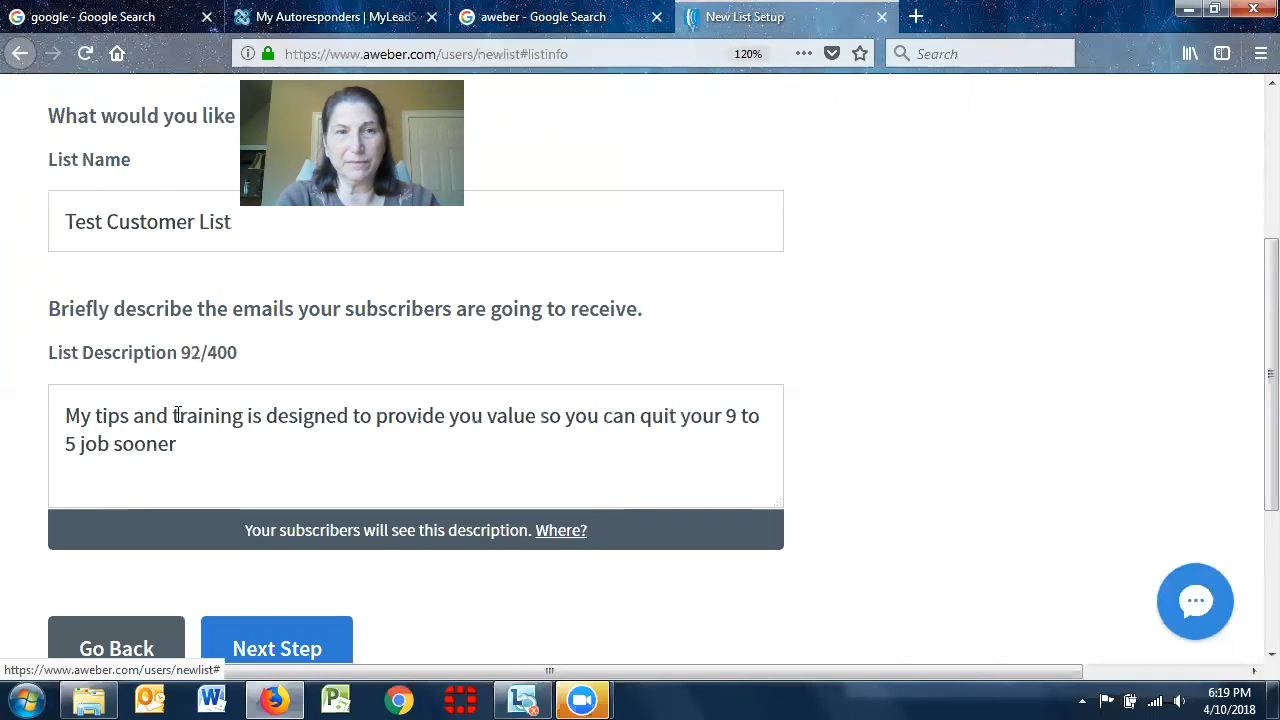 google - Google Search
My Autoresponders | MyLeadS
aweber - Google Search
New List Setup
https://www.aweber.com/users/newlist#listinfo
120%
Search
What would you like
List Name
Test Customer List
Briefly describe the emails your subscribers are going to receive.
List Description 92/400
My tips and training is designed to provide you value so you can quit your 9 to
5 job sooner
Your subscribers will see this description. Where?
Go Back
Next Step
https://www.aweber.com/users/newlist#
6:19 PM
4/10/2018